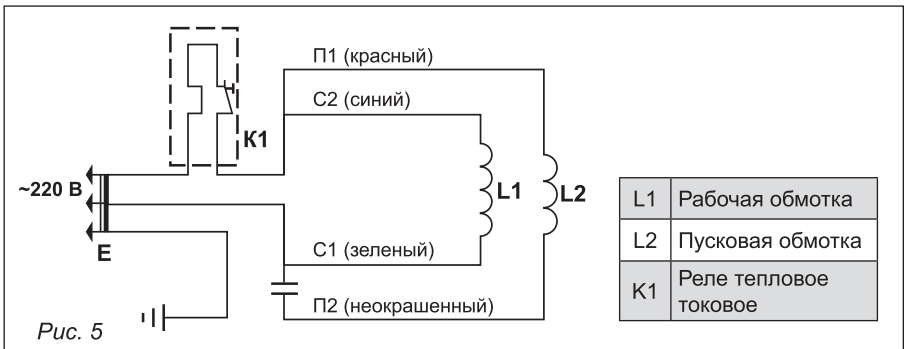 П1 (красный)
С2 (синий)
К1
~220 В
L1
L2
Е
С1 (зеленый)
П2 (неокрашенный)
Рис. 5
L1 Рабочая обмотка
L2 Пусковая обмотка
К1 Реле тепловое
токовое